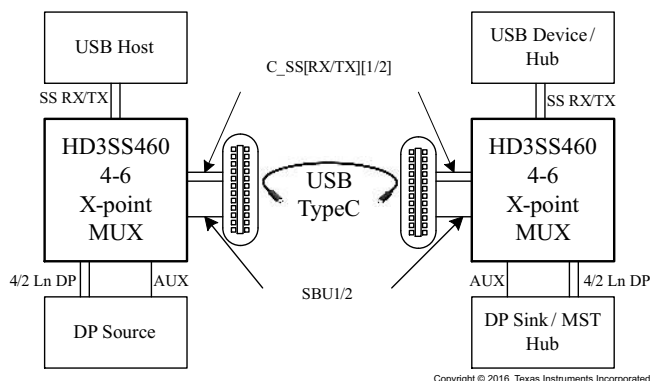 USB Host
USB Device/
Hub
C_SS[RX/TX][1/2]
SS RX/TX
SS RX/TX
HD3SS460
4-6
X-point
MUX
USB
TypeC
HD3SS460
4-6
X-point
MUX
4/2 Ln DP
AUX
SBU1/2
AUX
4/2 Ln DP
DP Source
DP Sink/ MST
Hub
Copyright © 2016, Texas Instruments Incorporated